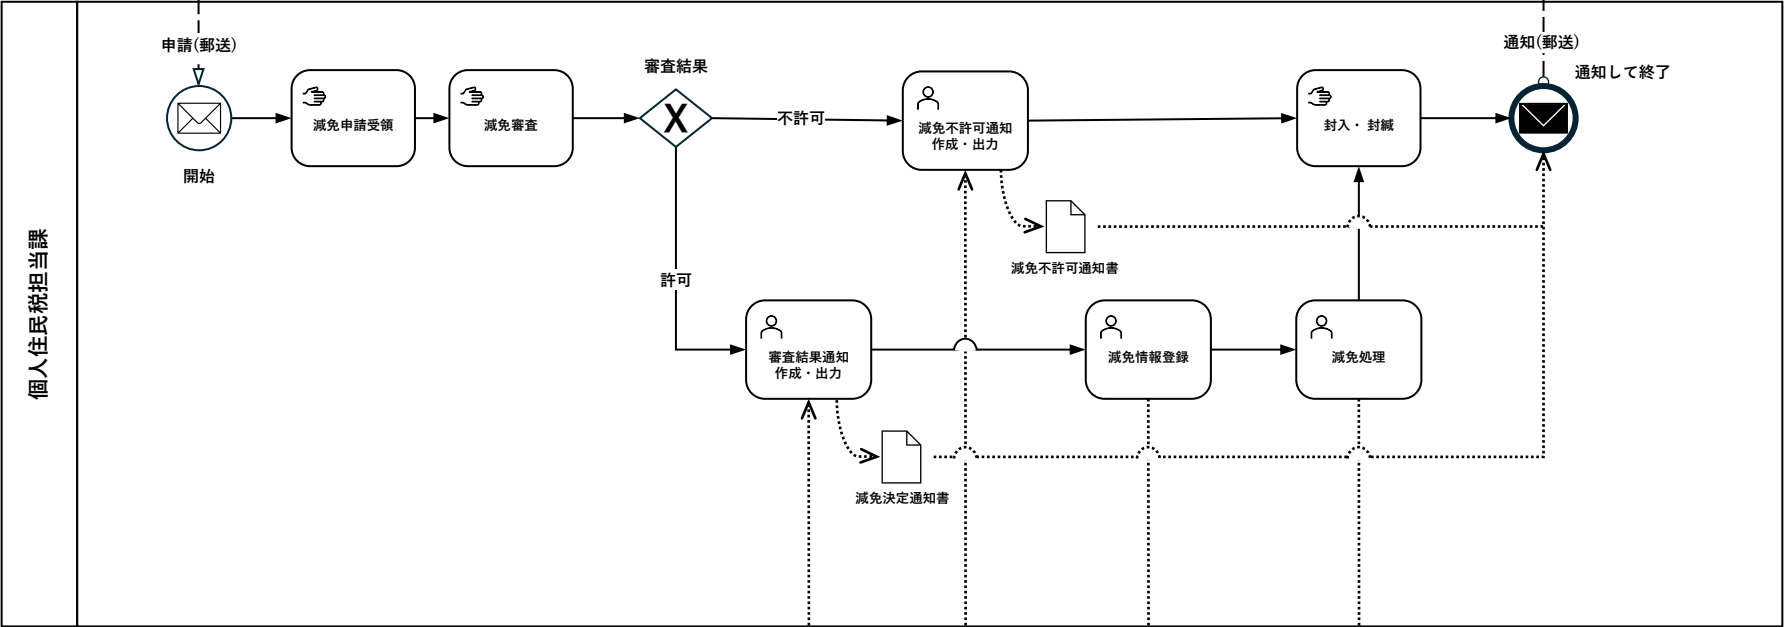 申請(郵送)
開始
減免申請受領
減免審査
審査結果
不許可
許可
減免不許可通知
作成・出力
減免不許可通知書
封入・ 封緘
通知(郵送)
通知して終了
個人住民税担当課
審査結果通知
作成・出力
減免決定通知書
減免情報登録
減免処理